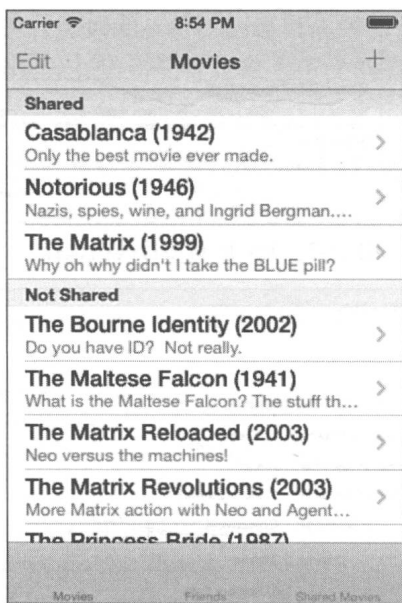 Carrier 8:54 PM
Edit Movies +
Shared
Casablanca (1942)
Only the best movie ever made.
Notorious (1946)
Nazis, spies, wine, and Ingrid Bergman....
The Matrix (1999)
Why oh why didn't I take the BLUE pill?
Not Shared
The Bourne Identity (2002)
Do you have ID? Not really.
The Maltese Falcon (1941)
What is the Maltese Falcon? The stuff th...
The Matrix Reloaded (2003)
Neo versus the machines!
The Matrix Revolutions (2003)
More Matrix action with Neo and Agent...
The Princess Bride (1987)
Movies Friends Shared Movies